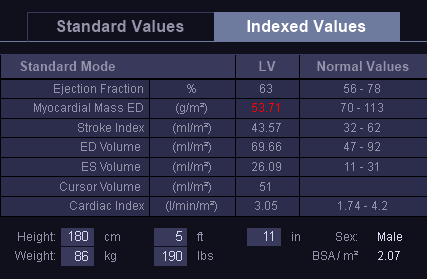 Standard Values Indexed Values
Standard Mode LV Normal Values
Ejection Fraction % 63 56 - 78
Myocardial Mass ED (g/m²) 53.71 70 - 113
Stroke Index (ml/m²) 43.57 32 - 62
ED Volume (ml/m²) 69.66 47 - 92
ES Volume (ml/m²) 26.09 11 - 31
Cursor Volume (ml/m²) 51
Cardiac Index (l/min/m²) 3.05 1.74 - 4.2
Height: 180 cm 5 ft 11 in Sex: Male
Weight: 86 kg 190 lbs BSA/ m² 2.07